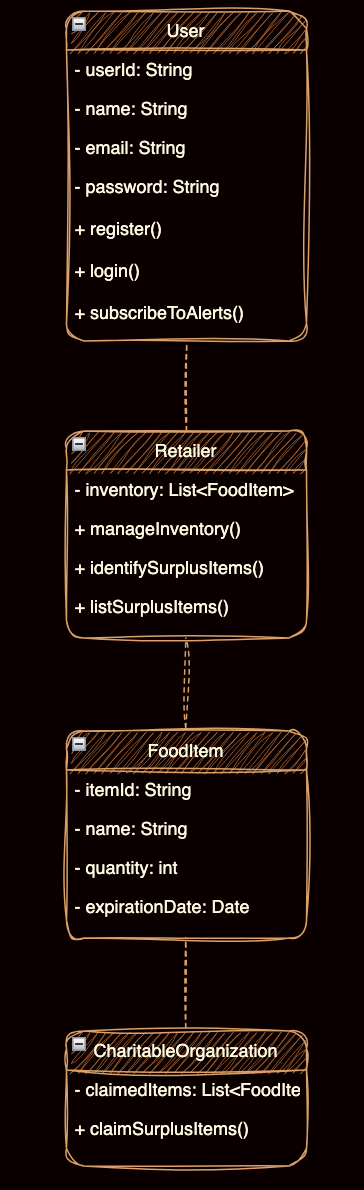 User
- userId: String
- name: String
- email: String
- password: String
+ register()
+ login()
+ subscribeToAlerts()
Retailer
- inventory: List<FoodItem>
+ manageInventory()
+ identifySurplusItems()
+ listSurplusItems()
FoodItem
- itemId: String
- name: String
- quantity: int
- expirationDate: Date
CharitableOrganization
- claimedItems: List<FoodIte
+ claimSurplusItems()